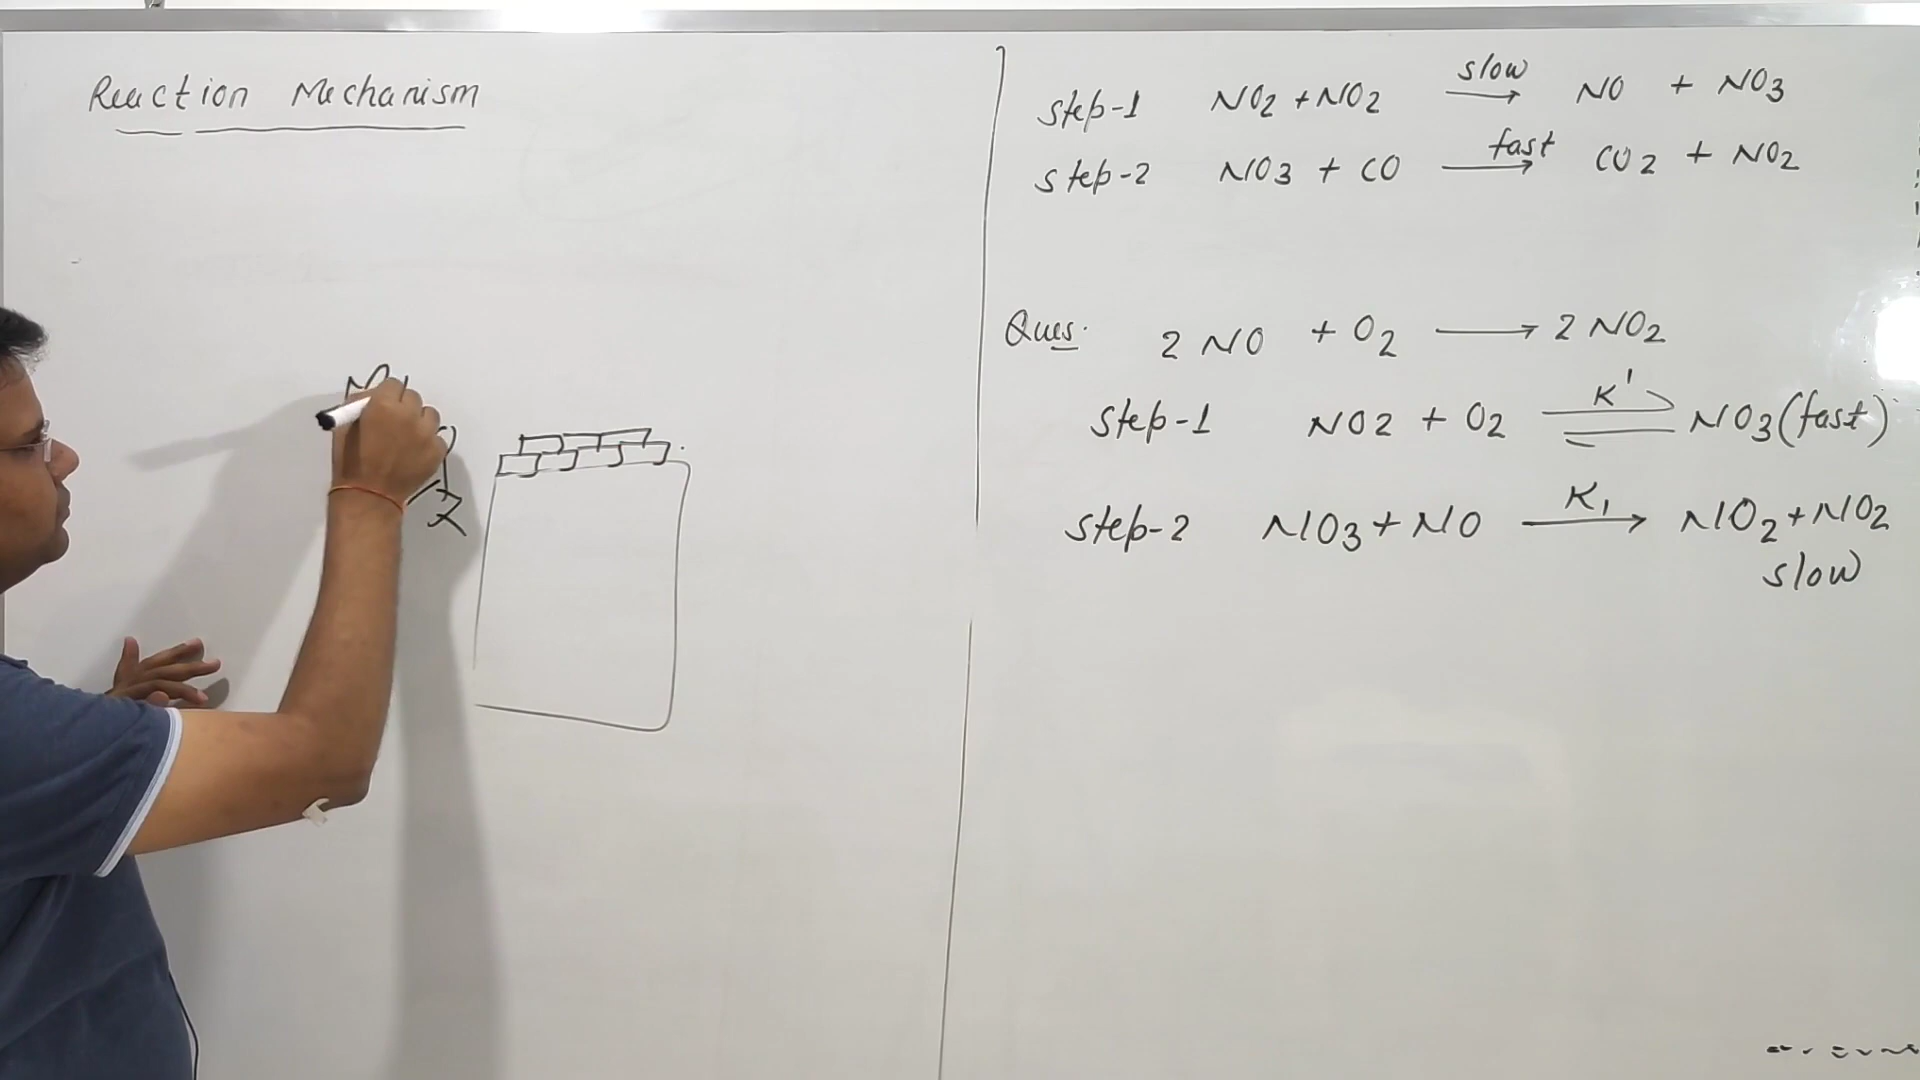 Reaction Mechanism
Step-1 NO2 + NO2 slow → NO + NO3
Step-2 NO3 + CO fast → CO2 + NO2
Ques. 2 NO + O2 → 2 NO2
Step-1 NO2 + O2 K' ⇌ NO3 (fast)
Step-2 NO3 + NO K1 → NO2 + NO2
slow